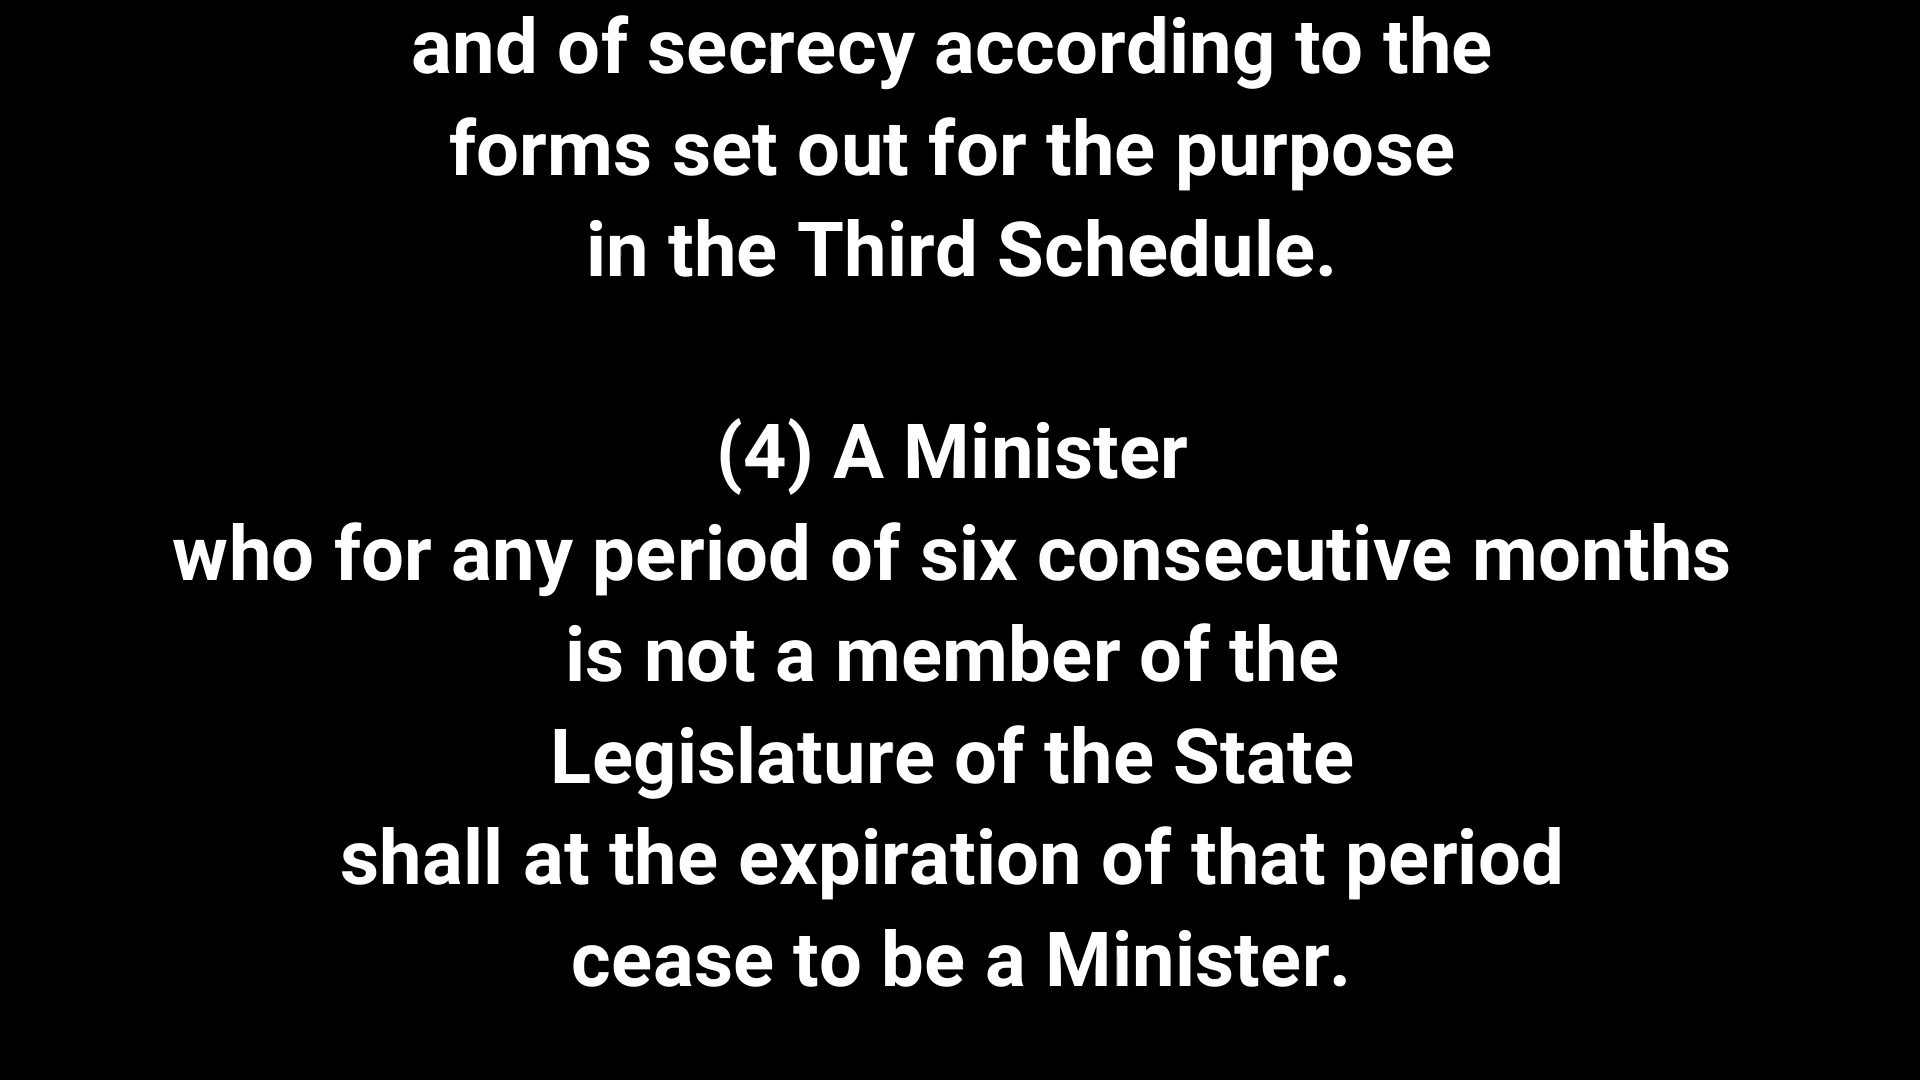 and of secrecy according to the
forms set out for the purpose
in the Third Schedule.
(4) A Minister
who for any period of six consecutive months
is not a member of the
Legislature of the State
shall at the expiration of that period
cease to be a Minister.